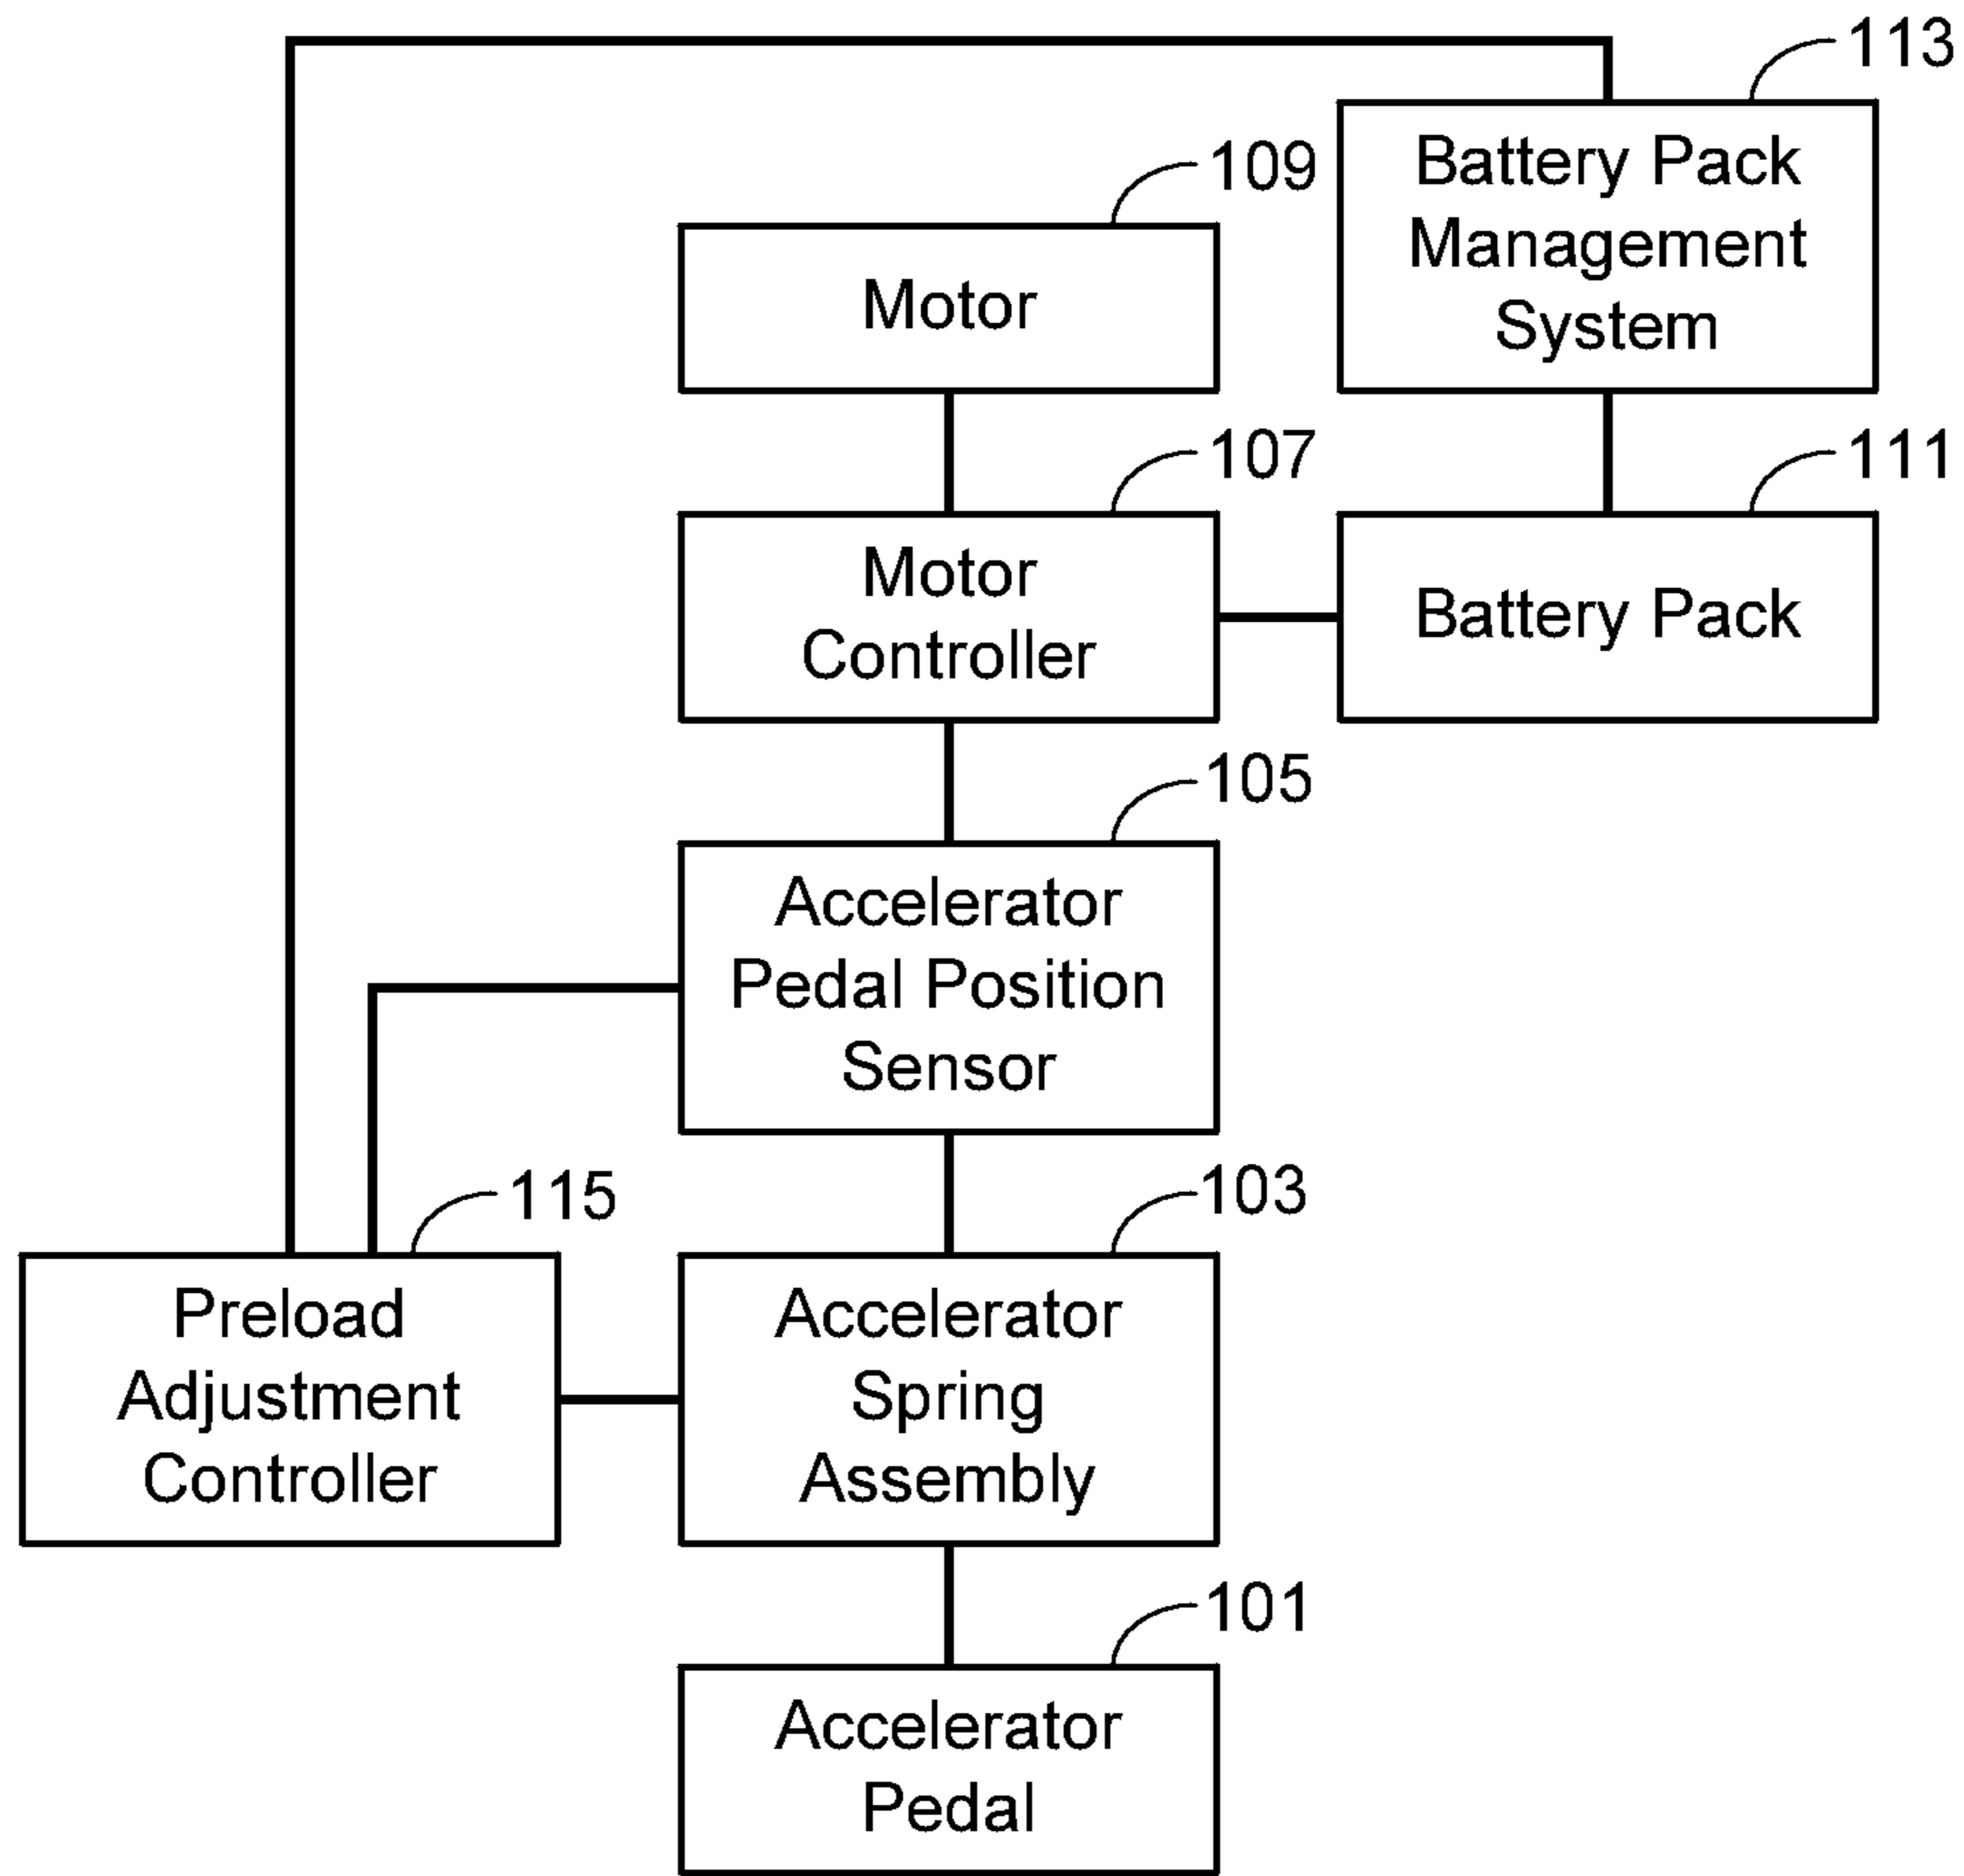 113
Battery Pack
Management
System
109
Motor
107
Motor
Controller
111
Battery Pack
105
Accelerator
Pedal Position
Sensor
115
Preload
Adjustment
Controller
103
Accelerator
Spring
Assembly
101
Accelerator
Pedal